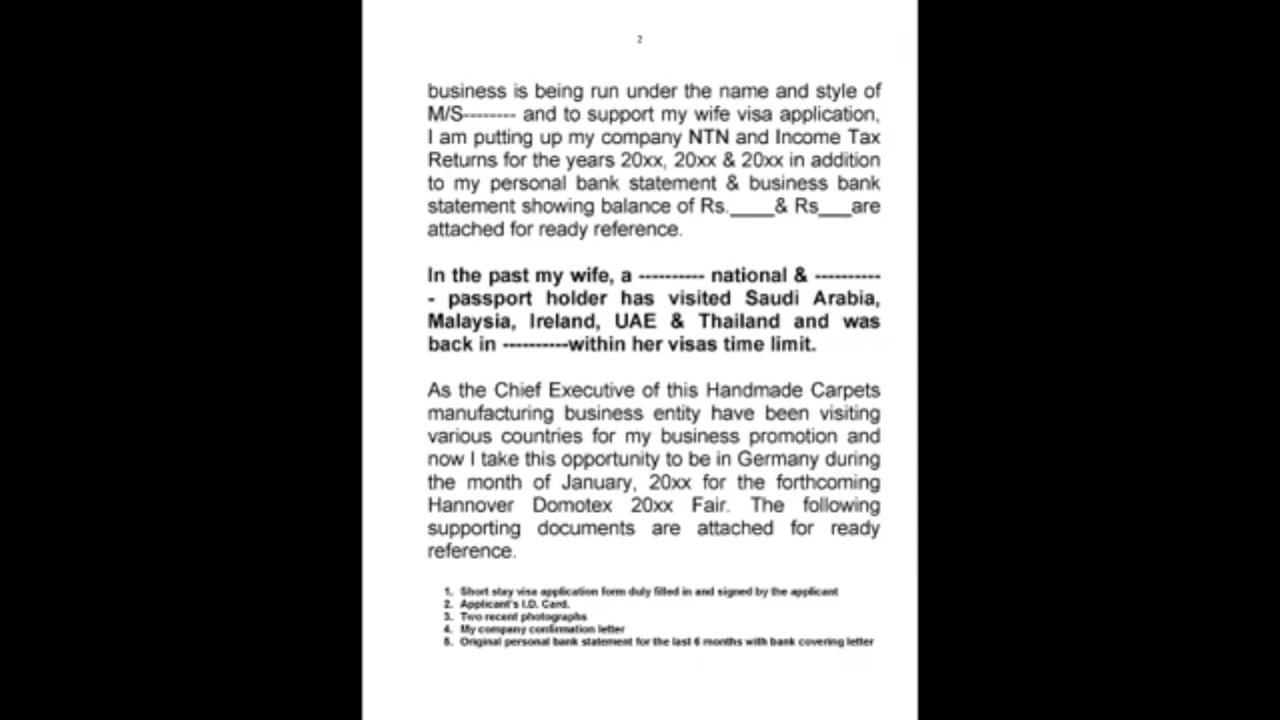 2
business is being run under the name and style of
M/S-------- and to support my wife visa application,
I am putting up my company NTN and Income Tax
Returns for the years 20xx, 20xx & 20xx in addition
to my personal bank statement & business bank
statement showing balance of Rs.____& Rs___are
attached for ready reference.
In the past my wife, a ---------- national & ----------
- passport holder has visited Saudi Arabia,
Malaysia, Ireland, UAE & Thailand and was
back in ----------within her visas time limit.
As the Chief Executive of this Handmade Carpets
manufacturing business entity have been visiting
various countries for my business promotion and
now I take this opportunity to be in Germany during
the month of January, 20xx for the forthcoming
Hannover Domotex 20xx Fair. The following
supporting documents are attached for ready
reference.
1. Short stay visa application form duly filled in and signed by the applicant
2. Applicant's I.D. Card.
3. Two recent photographs
4. My company confirmation letter
5. Original personal bank statement for the last 6 months with bank covering letter